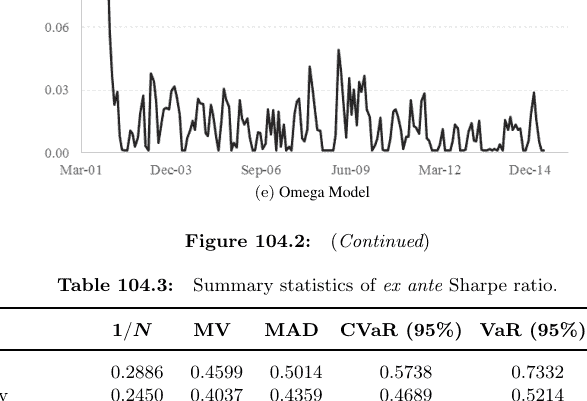 0.06
0.03
0.00
Mar-01 Dec-03 Sep-06 Jun-09 Mar-12 Dec-14
(e) Omega Model
Figure 104.2: (Continued)
Table 104.3: Summary statistics of ex ante Sharpe ratio.
1/N MV MAD CVaR (95%) VaR (95%)
0.2886 0.4599 0.5014 0.5738 0.7332
0.2450 0.4037 0.4359 0.4689 0.5214